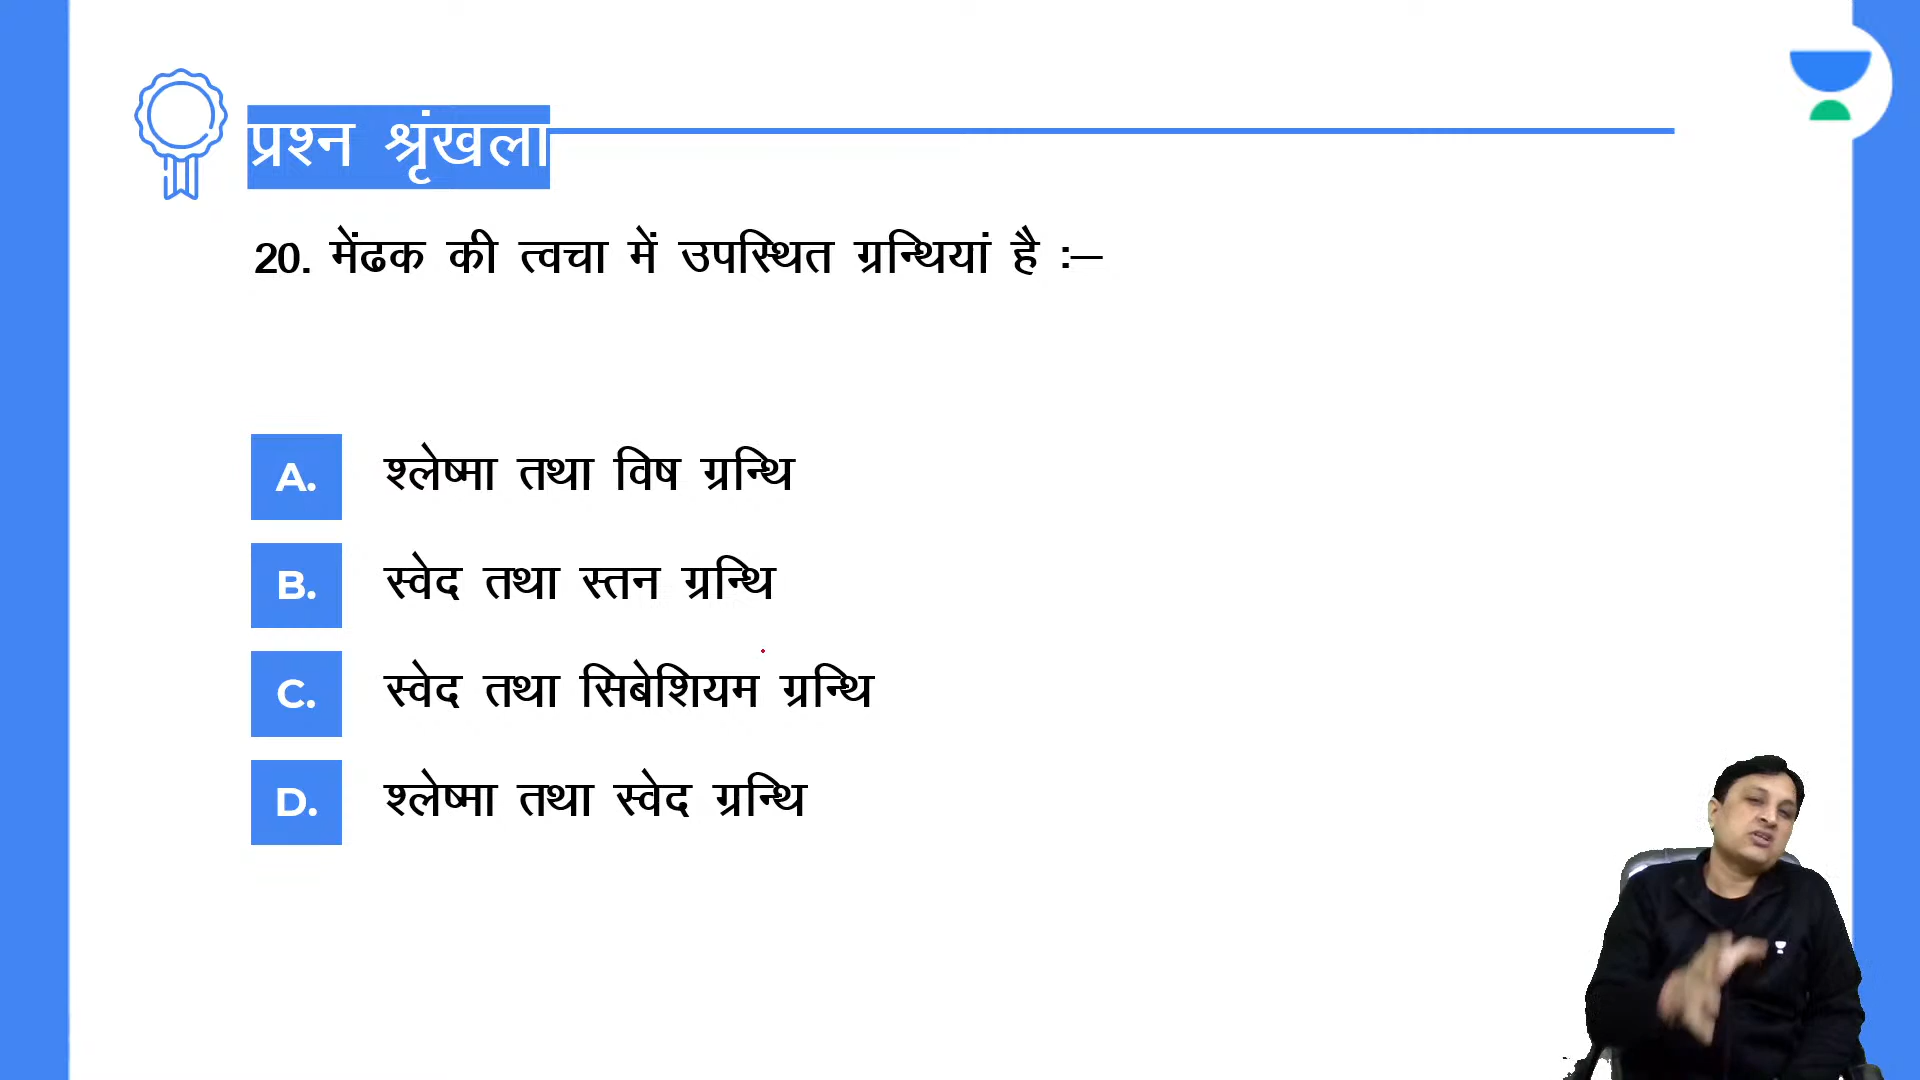 प्रश्न श्रृंखला
20. मेंढक की त्वचा में उपस्थित ग्रन्थियां है :—
A. श्लेष्मा तथा विष ग्रन्थि
B. स्वेद तथा स्तन ग्रन्थि
C. स्वेद तथा सिबेशियम ग्रन्थि
D. श्लेष्मा तथा स्वेद ग्रन्थि